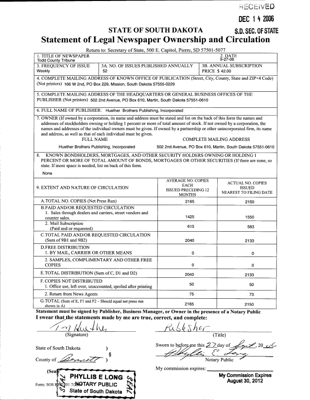 RECEIVED
DEC 14 2006
S.D. SEC. OF STATE
STATE OF SOUTH DAKOTA
Statement of Legal Newspaper Ownership and Circulation
Return to: Secretary of State, 500 E. Capitol, Pierre, SD 57501-5077
1. TITLE OF NEWSPAPER
Todd County Tribune
2. DATE
9-27-06
3. FREQUENCY OF ISSUE
Weekly
3A. NO. OF ISSUES PUBLISHED ANNUALLY
52
3B. ANNUAL SUBSCRIPTION
PRICE $ 42.00
4. COMPLETE MAILING ADDRESS OF KNOWN OFFICE OF PUBLICATION (Street, City, County, State and ZIP+4 Code)
(Not printers) 166 W 2nd, PO Box 229, Mission, South Dakota 57555-0229
5. COMPLETE MAILING ADDRESS OF THE HEADQUARTERS OR GENERAL BUSINESS OFFICES OF THE
PUBLISHER (Not printers) 502 2nd Avenue, PO Box 610, Martin, South Dakota 57551-0610
6. FULL NAME OF PUBLISHER: Huether Brothers Publishing, Incorporated
7. OWNER (If owned by a corporation, its name and address must be stated and list on the back of this form the names and
addresses of stockholders owning or holding 1 percent or more of total amount of stock. If not owned by a corporation, the
names and addresses of the individual owners must be given. If owned by a partnership or other unincorporated firm, its name
and address, as well as that of each individual must be given.
FULL NAME COMPLETE MAILING ADDRESS
Huether Brothers Publishing, Incorporated 502 2nd Avenue, PO Box 610, Martin, South Dakota 57551-0610
8. KNOWN BONDHOLDERS, MORTGAGES, AND OTHER SECURITY HOLDERS OWNING OR HOLDING 1
PERCENT OR MORE OF TOTAL AMOUNT OF BONDS, MORTGAGES OR OTHER SECURITIES (If there are none, so
state. If more space is needed, list on back of this form.
None
9. EXTENT AND NATURE OF CIRCULATION
AVERAGE NO. COPIES
EACH
ISSUES PRECEDING 12
MONTH
ACTUAL NO. COPIES
ISSUED
NEAREST TO FILING DATE
A. TOTAL NO. COPIES (Net Press Run) 2165 2150
B. PAID AND/OR REQUESTED CIRCULATION
1. Sales through dealers and carriers, street vendors and
counter sales. 1425 1550
2. Mail Subscription
(Paid and/or requested) 615 583
C. TOTAL PAID AND/OR REQUESTED CIRCULATION
(Sum of 9B1 and 9B2) 2040 2133
D. FREE DISTRIBUTION
1. BY MAIL, CARRIER OR OTHER MEANS 0 0
2. SAMPLES, COMPLIMENTARY AND OTHER FREE
COPIES 0 0
E. TOTAL DISTRIBUTION (Sum of C, D1 and D2) 2040 2133
F. COPIES NOT DISTRIBUTED
1. Office use, left over, unaccounted, spoiled after printing 50 50
2. Return from News Agents 75
G. TOTAL (Sum of E, F1 and F2 - Should equal net press run
shown in A) 2165 2150
Statement must be signed by Publisher, Business Manager, or Owner in the presence of a Notary Public
I swear that the statements made by me are true, correct, and complete:
Tim Huether Publisher
(Signature) (Title)
State of South Dakota )
Sworn to before me this 27 day of Sept, 2006
County of Bennett )
Phyllis E. Long
Notary Public
PHYLLIS E LONG
NOTARY PUBLIC
State of South Dakota
My commission expires:
My Commission Expires
August 30, 2012